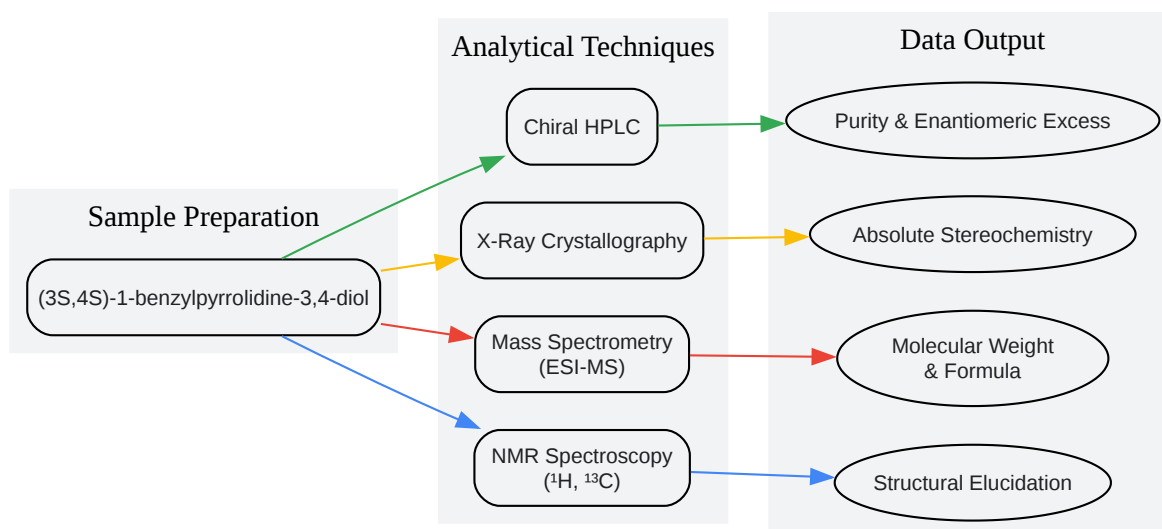 Sample Preparation
(3S,4S)-1-benzylpyrrolidine-3,4-diol
Analytical Techniques
Chiral HPLC
X-Ray Crystallography
Mass Spectrometry
(ESI-MS)
NMR Spectroscopy
(¹H, ¹³C)
Data Output
Purity & Enantiomeric Excess
Absolute Stereochemistry
Molecular Weight
& Formula
Structural Elucidation